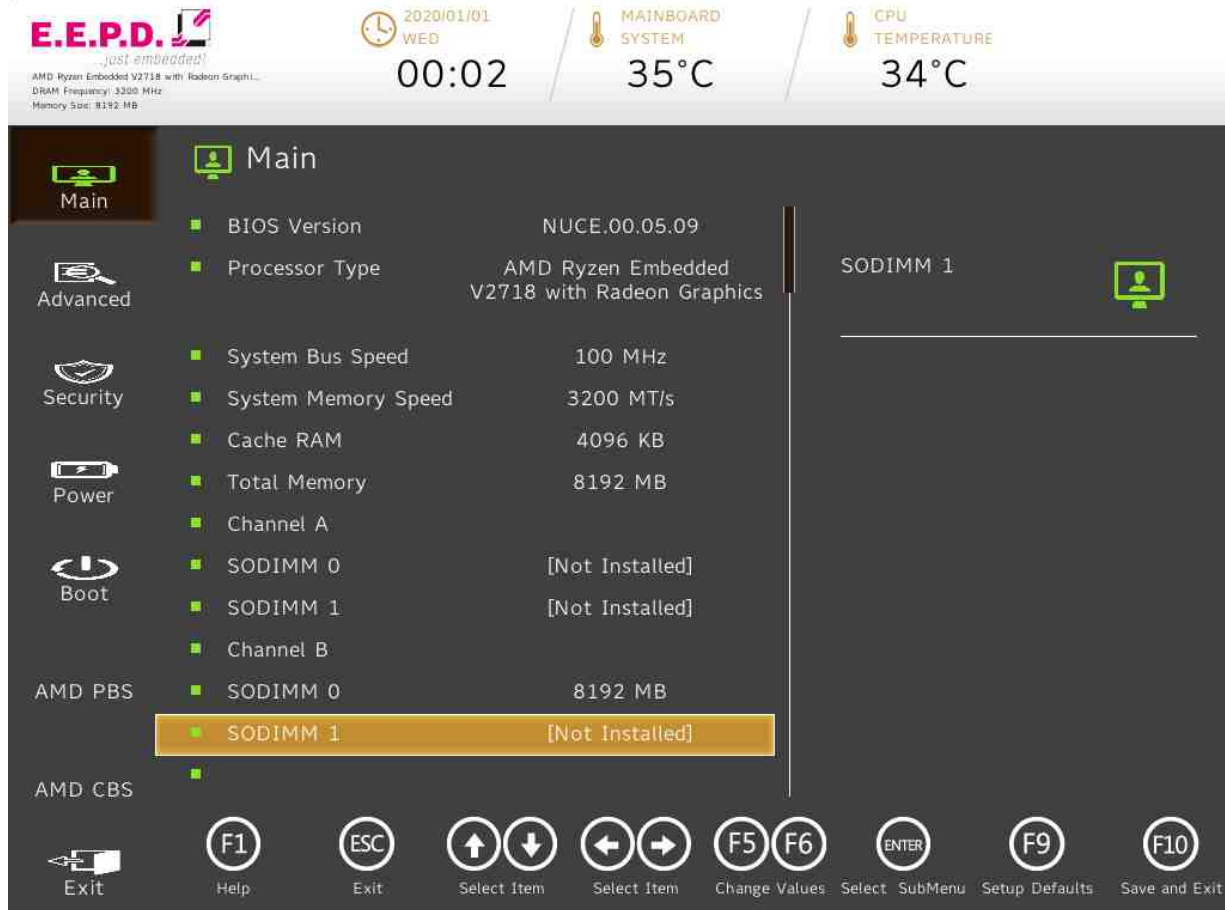 E.E.P.D.
...just embedded!
AMD Ryzen Embedded V2718 with Radeon Graphi...
DRAM Frequency: 3200 MHz
Memory Size: 8192 MB
2020/01/01
WED
00:02
MAINBOARD
SYSTEM
35°C
CPU
TEMPERATURE
34°C
Main
Advanced
Security
Power
Boot
AMD PBS
AMD CBS
Exit
Main
BIOS Version NUCE.00.05.09
Processor Type AMD Ryzen Embedded
V2718 with Radeon Graphics
System Bus Speed 100 MHz
System Memory Speed 3200 MT/s
Cache RAM 4096 KB
Total Memory 8192 MB
Channel A
SODIMM 0 [Not Installed]
SODIMM 1 [Not Installed]
Channel B
SODIMM 0 8192 MB
SODIMM 1 [Not Installed]
SODIMM 1
F1 Help
ESC Exit
Select Item
Select Item
F5 F6 Change Values
ENTER Select SubMenu
F9 Setup Defaults
F10 Save and Exit